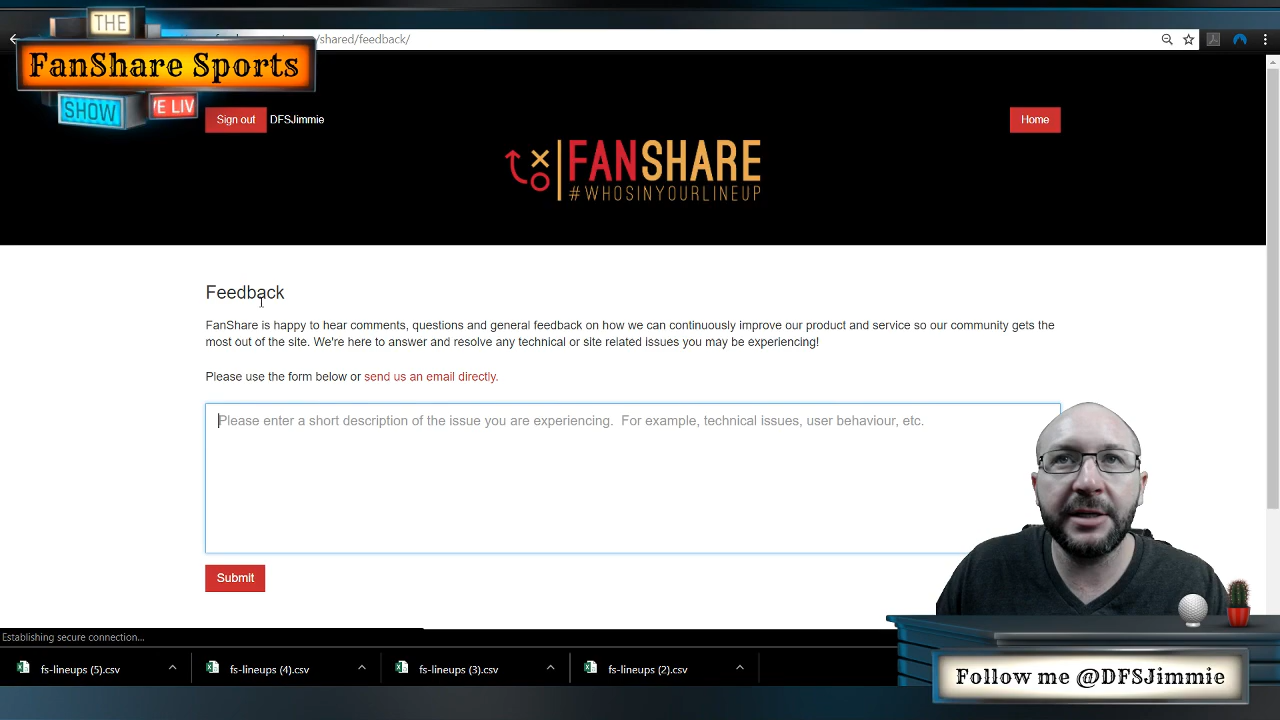 THE
FanShare Sports
SHOW
E LIV
/shared/feedback/
Sign out DFSJimmie
Home
FANSHARE
#WHOSINYOURLINEUP
Feedback
FanShare is happy to hear comments, questions and general feedback on how we can continuously improve our product and service so our community gets the
most out of the site. We're here to answer and resolve any technical or site related issues you may be experiencing!
Please use the form below or send us an email directly.
Please enter a short description of the issue you are experiencing. For example, technical issues, user behaviour, etc.
Submit
Establishing secure connection...
fs-lineups (5).csv
fs-lineups (4).csv
fs-lineups (3).csv
fs-lineups (2).csv
Follow me @DFSJimmie